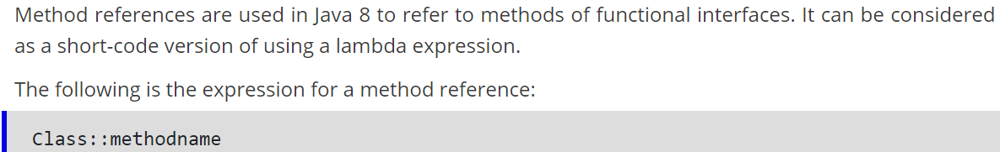 Method references are used in Java 8 to refer to methods of functional interfaces. It can be considered
as a short-code version of using a lambda expression.
The following is the expression for a method reference:
Class::methodname